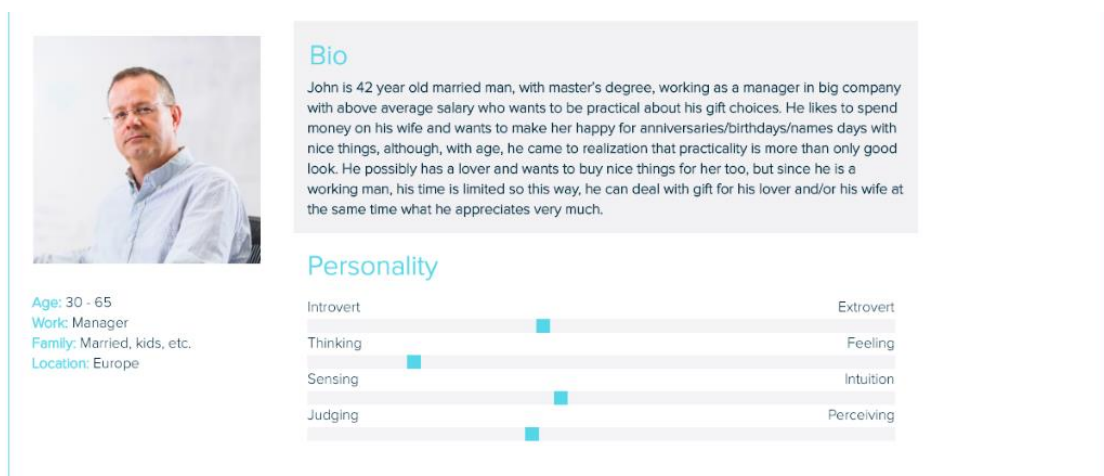 Bio
John is 42 year old married man, with master's degree, working as a manager in big company
with above average salary who wants to be practical about his gift choices. He likes to spend
money on his wife and wants to make her happy for anniversaries/birthdays/names days with
nice things, although, with age, he came to realization that practicality is more than only good
look. He possibly has a lover and wants to buy nice things for her too, but since he is a
working man, his time is limited so this way, he can deal with gift for his lover and/or his wife at
the same time what he appreciates very much.
Age: 30 - 65
Work: Manager
Family: Married, kids, etc.
Location: Europe
Personality
Introvert Extrovert
Thinking Feeling
Sensing Intuition
Judging Perceiving